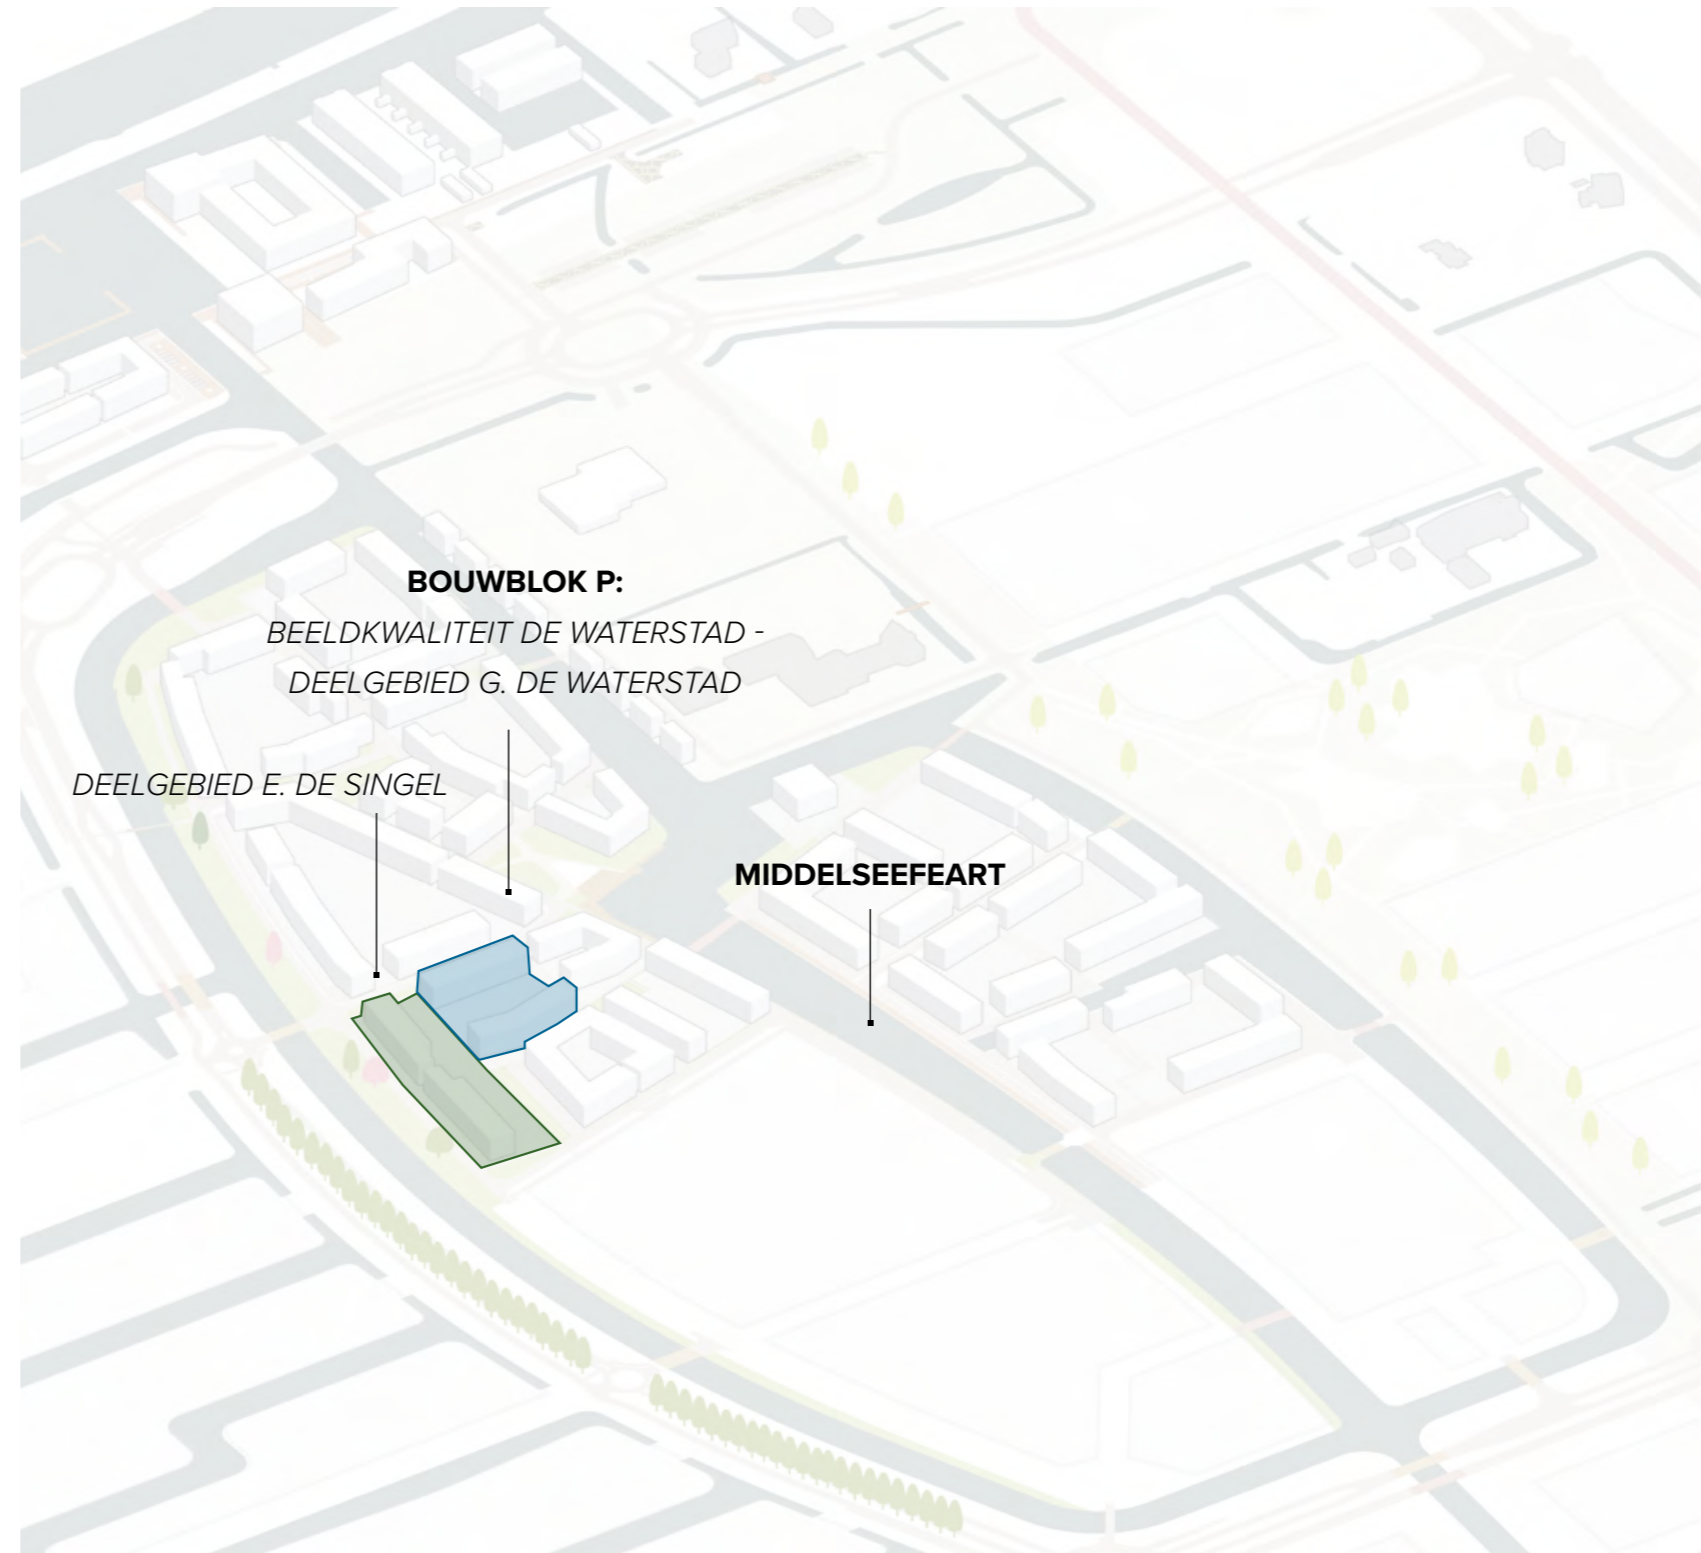 BOUWBLOK P:
BEELDKWALITEIT DE WATERSTAD -
DEELGEBIED G. DE WATERSTAD
DEELGEBIED E. DE SINGEL
MIDDELSEEFEART